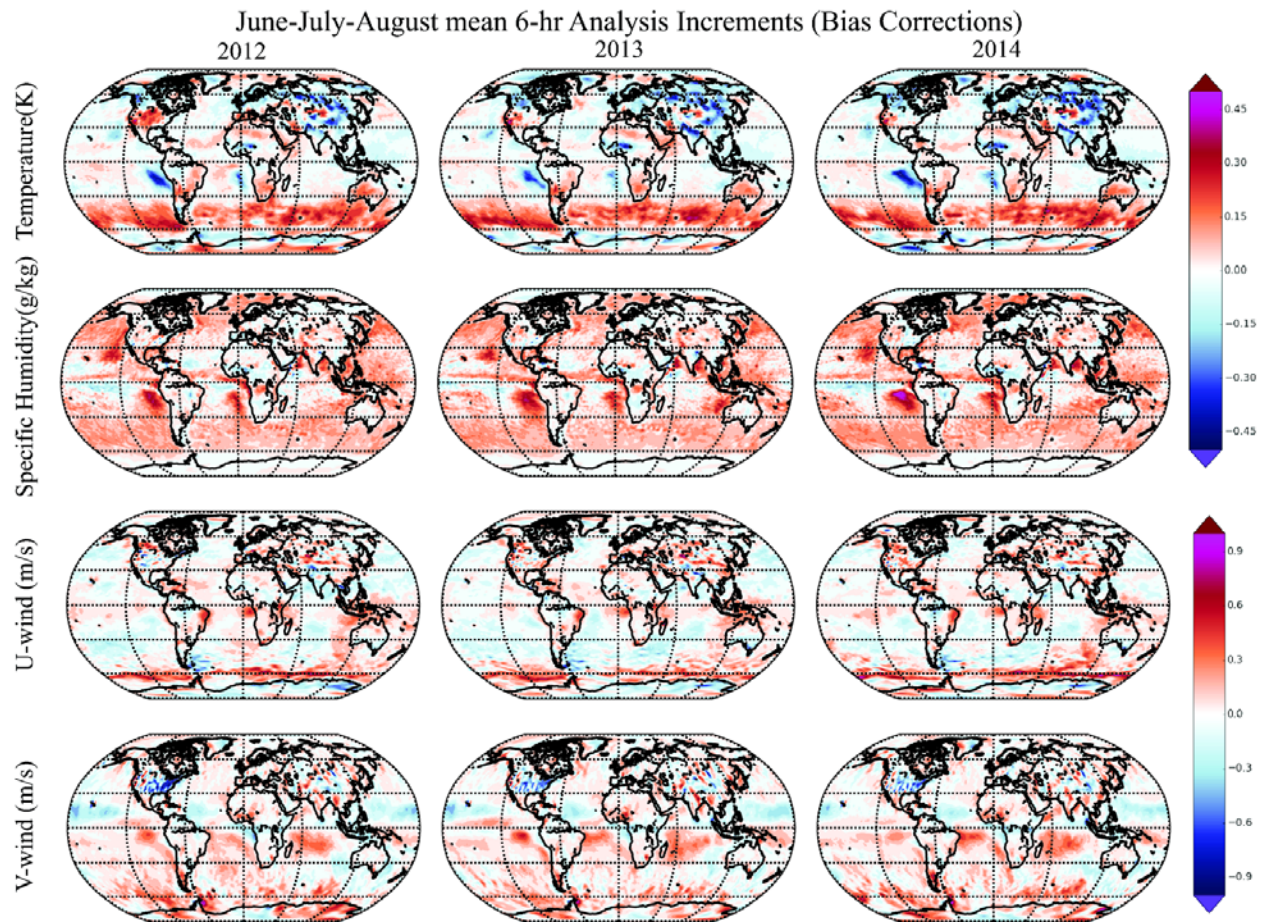 June-July-August mean 6-hr Analysis Increments (Bias Corrections)
2012 2013 2014
Temperature(K)
Specific Humidity(g/kg)
U-wind (m/s)
V-wind (m/s)
0.45
0.30
0.15
0.00
−0.15
−0.30
−0.45
0.9
0.6
0.3
0.0
−0.3
−0.6
−0.9